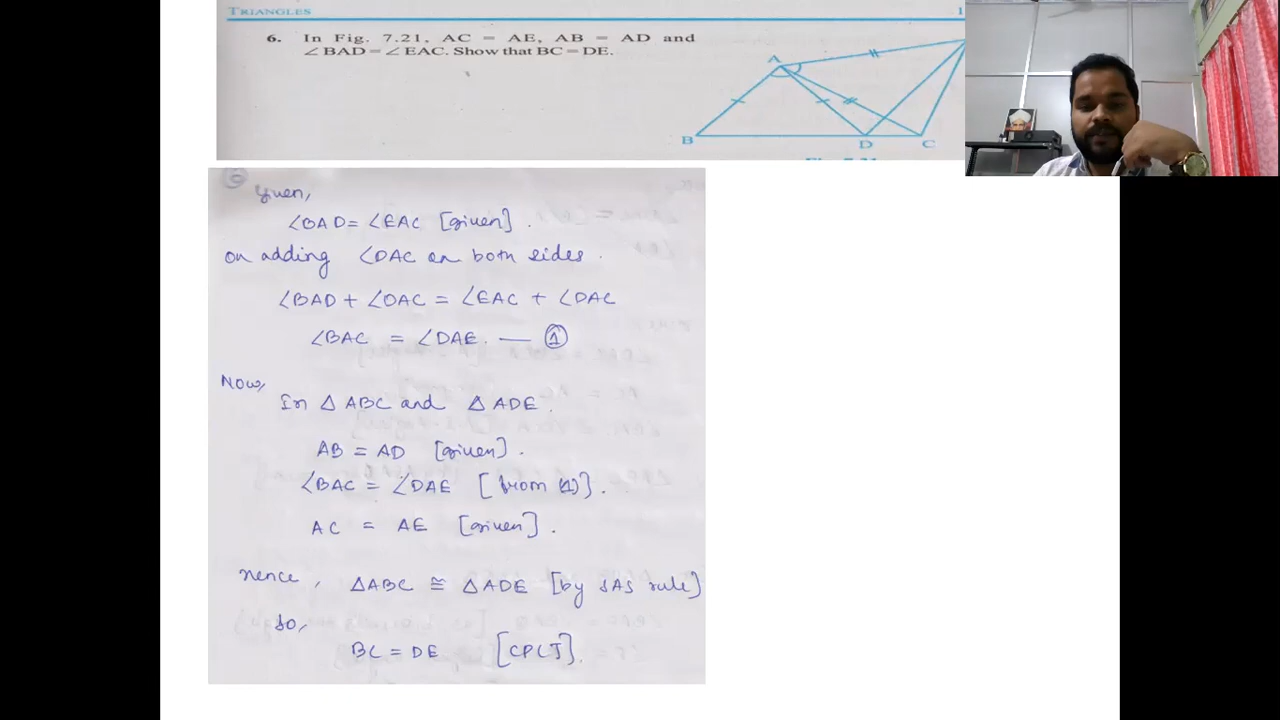 TRIANGLES 1
6. In Fig. 7.21, AC = AE, AB = AD and
∠BAD = ∠EAC. Show that BC = DE.
A
B D C
6
Given,
∠BAD = ∠EAC [given].
on adding ∠DAC on both sides.
∠BAD + ∠DAC = ∠EAC + ∠DAC
∠BAC = ∠DAE. — ①
Now,
In △ ABC and △ ADE.
AB = AD [given].
∠BAC = ∠DAE [from (1)].
AC = AE [given].
Hence, △ABC ≅ △ADE [by SAS rule]
So,
BC = DE [CPCT].